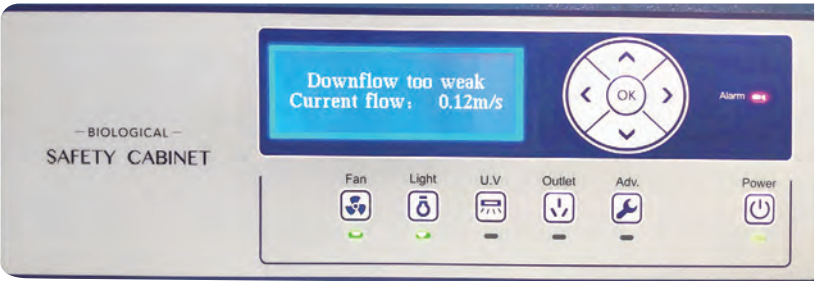 Downflow too weak
Current flow: 0.12m/s
OK
Alarm
– BIOLOGICAL –
SAFETY CABINET
Fan Light U.V Outlet Adv. Power